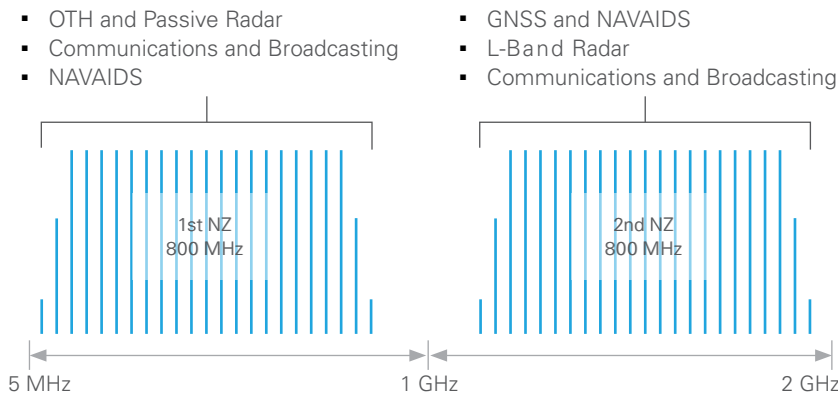 ▪ OTH and Passive Radar
▪ Communications and Broadcasting
▪ NAVAIDS
▪ GNSS and NAVAIDS
▪ L-Band Radar
▪ Communications and Broadcasting
1st NZ
800 MHz
2nd NZ
800 MHz
5 MHz
1 GHz
2 GHz